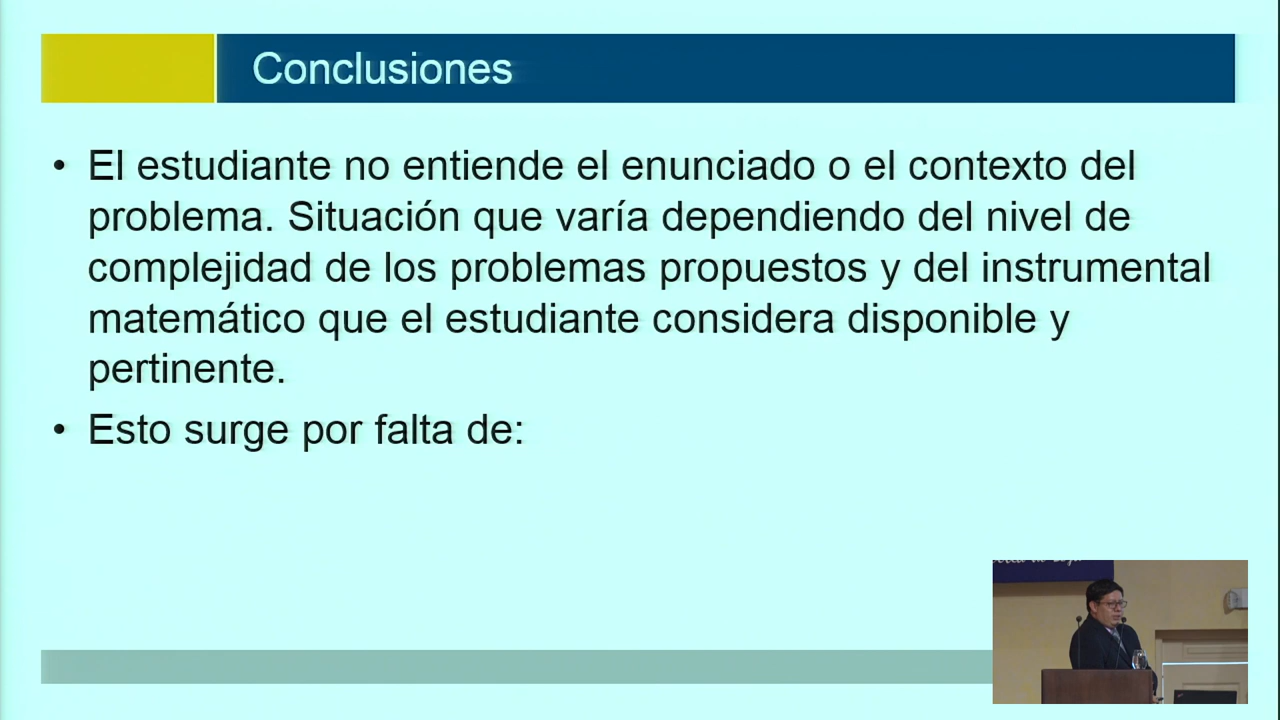 Conclusiones
• El estudiante no entiende el enunciado o el contexto del
problema. Situación que varía dependiendo del nivel de
complejidad de los problemas propuestos y del instrumental
matemático que el estudiante considera disponible y
pertinente.
• Esto surge por falta de: